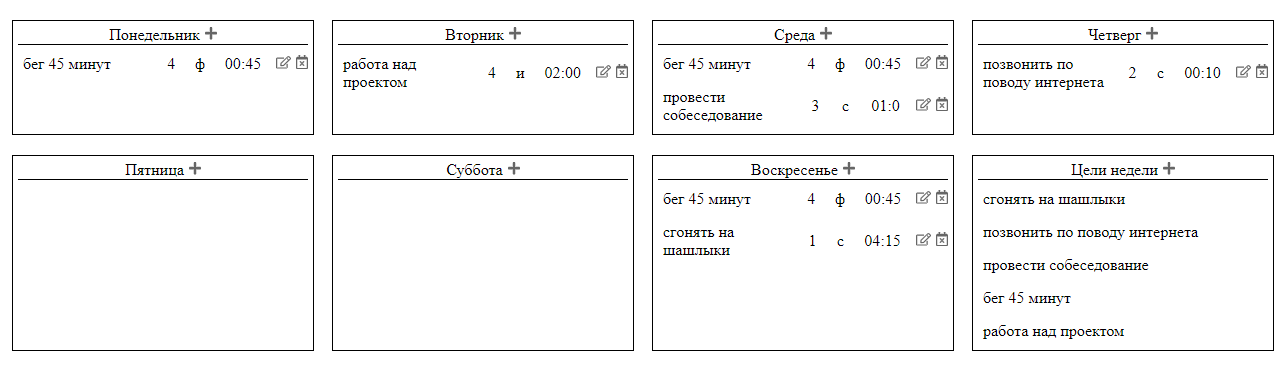 Понедельник
бег 45 минут 4 ф 00:45
Вторник
работа над
проектом 4 и 02:00
Среда
бег 45 минут 4 ф 00:45
провести
собеседование 3 с 01:0
Четверг
позвонить по
поводу интернета 2 с 00:10
Пятница
Суббота
Воскресенье
бег 45 минут 4 ф 00:45
сгонять на
шашлыки 1 с 04:15
Цели недели
сгонять на шашлыки
позвонить по поводу интернета
провести собеседование
бег 45 минут
работа над проектом